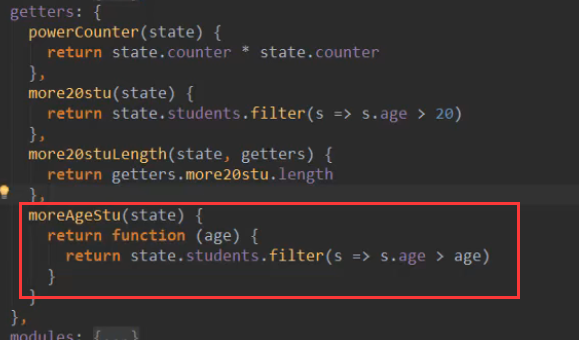 getters: {
powerCounter(state) {
return state.counter * state.counter
},
more20stu(state) {
return state.students.filter(s => s.age > 20)
},
more20stuLength(state, getters) {
return getters.more20stu.length
},
moreAgeStu(state) {
return function (age) {
return state.students.filter(s => s.age > age)
}
}
},
modules: {...}